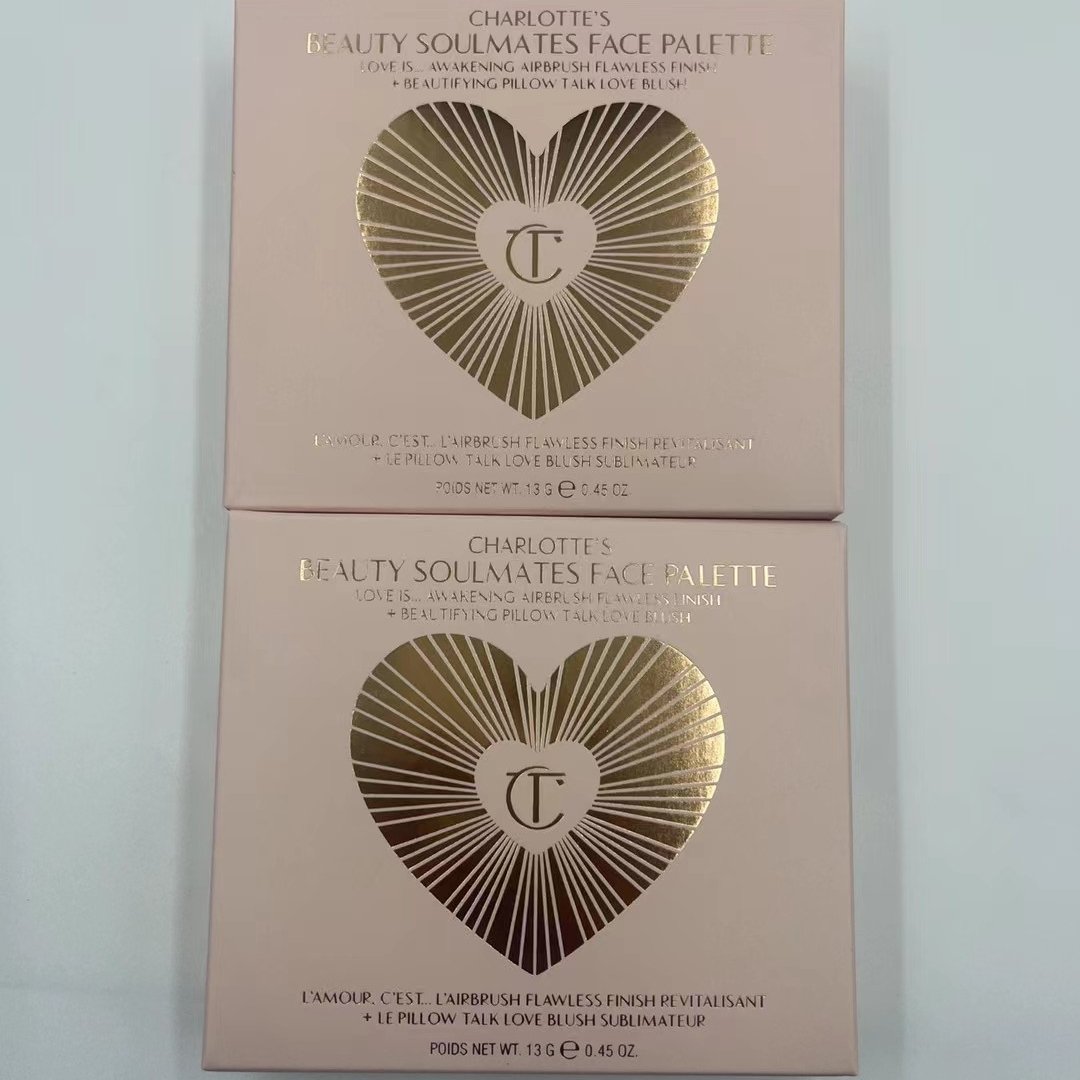 CHARLOTTE'S
BEAUTY SOULMATES FACE PALETTE
LOVE IS... AWAKENING AIRBRUSH FLAWLESS FINISH
+ BEAUTIFYING PILLOW TALK LOVE BLUSH
CT
L'AMOUR, C'EST... L'AIRBRUSH FLAWLESS FINISH REVITALISANT
+ LE PILLOW TALK LOVE BLUSH SUBLIMATEUR
POIDS NET WT. 13 G ℮ 0.45 OZ.
CHARLOTTE'S
BEAUTY SOULMATES FACE PALETTE
LOVE IS... AWAKENING AIRBRUSH FLAWLESS FINISH
+ BEAUTIFYING PILLOW TALK LOVE BLUSH
CT
L'AMOUR, C'EST... L'AIRBRUSH FLAWLESS FINISH REVITALISANT
+ LE PILLOW TALK LOVE BLUSH SUBLIMATEUR
POIDS NET WT. 13 G ℮ 0.45 OZ.